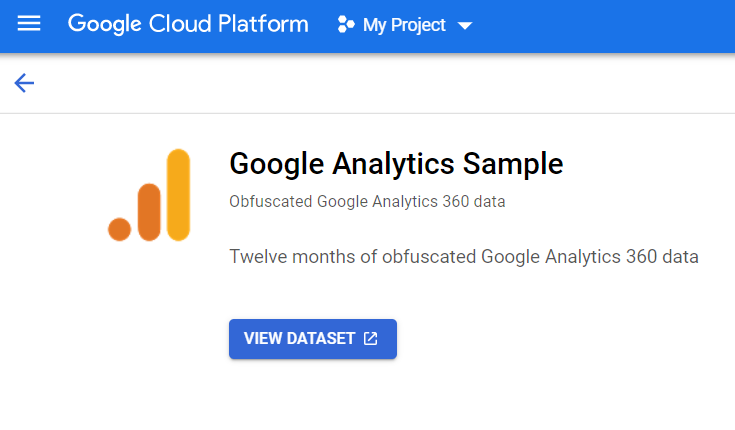 Google Cloud Platform My Project
Google Analytics Sample
Obfuscated Google Analytics 360 data
Twelve months of obfuscated Google Analytics 360 data
VIEW DATASET